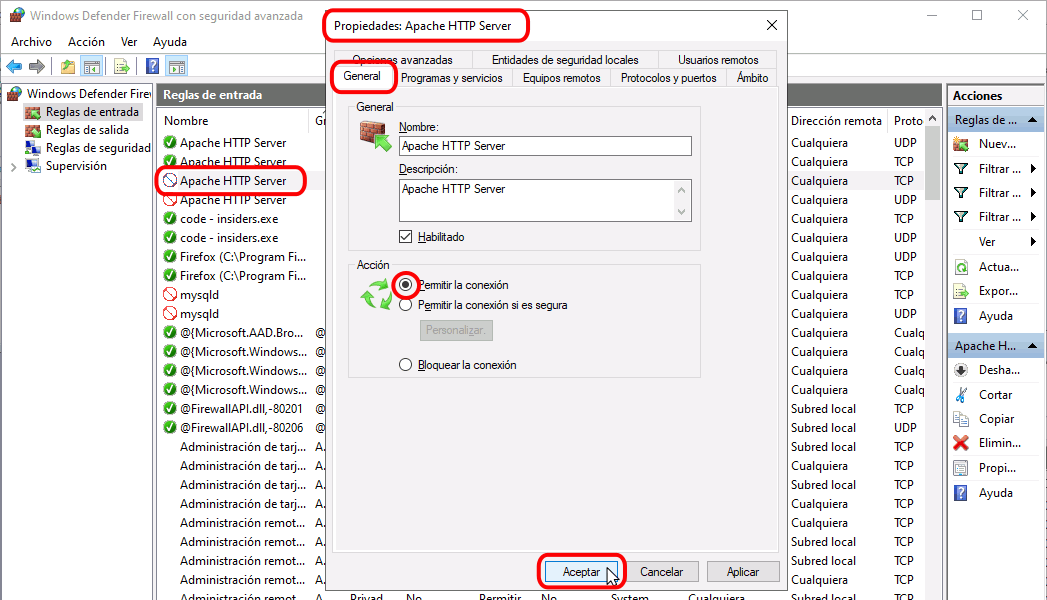 Windows Defender Firewall con seguridad avanzada
Archivo Acción Ver Ayuda
Windows Defender Firew
Reglas de entrada
Reglas de salida
Reglas de seguridad
Supervisión
Reglas de entrada
Nombre
Apache HTTP Server
Apache HTTP Server
Apache HTTP Server
Apache HTTP Server
code - insiders.exe
code - insiders.exe
Firefox (C:\Program Fi...
Firefox (C:\Program Fi...
mysqld
mysqld
@{Microsoft.AAD.Bro...
@{Microsoft.Windows...
@{Microsoft.Windows...
@{Microsoft.Windows...
@FirewallAPI.dll,-80201
@FirewallAPI.dll,-80206
Administración de tarj...
Administración de tarj...
Administración de tarj...
Administración de tarj...
Administración remot...
Administración remot...
Administración remot...
Administración remot...
Administración remot... Privad No Permitir No System Cualquiera TCP
Propiedades: Apache HTTP Server
Opciones avanzadas Entidades de seguridad locales Usuarios remotos
General Programas y servicios Equipos remotos Protocolos y puertos Ámbito
General
Nombre:
Apache HTTP Server
Descripción:
Apache HTTP Server
Habilitado
Acción
Permitir la conexión
Permitir la conexión si es segura
Personalizar.
Bloquear la conexión
Aceptar Cancelar Aplicar
Dirección remota Proto
Cualquiera UDP
Cualquiera TCP
Cualquiera TCP
Cualquiera UDP
Cualquiera TCP
Cualquiera UDP
Cualquiera UDP
Cualquiera TCP
Cualquiera TCP
Cualquiera UDP
Cualquiera Cualq
Cualquiera Cualq
Cualquiera Cualq
Cualquiera Cualq
Subred local TCP
Subred local UDP
Subred local TCP
Cualquiera TCP
Subred local TCP
Cualquiera TCP
Cualquiera TCP
Subred local TCP
Subred local TCP
Cualquiera TCP
Acciones
Reglas de ...
Nuev...
Filtrar ...
Filtrar ...
Filtrar ...
Ver
Actua...
Expor...
Ayuda
Apache H...
Desha...
Cortar
Copiar
Elimin...
Propi...
Ayuda